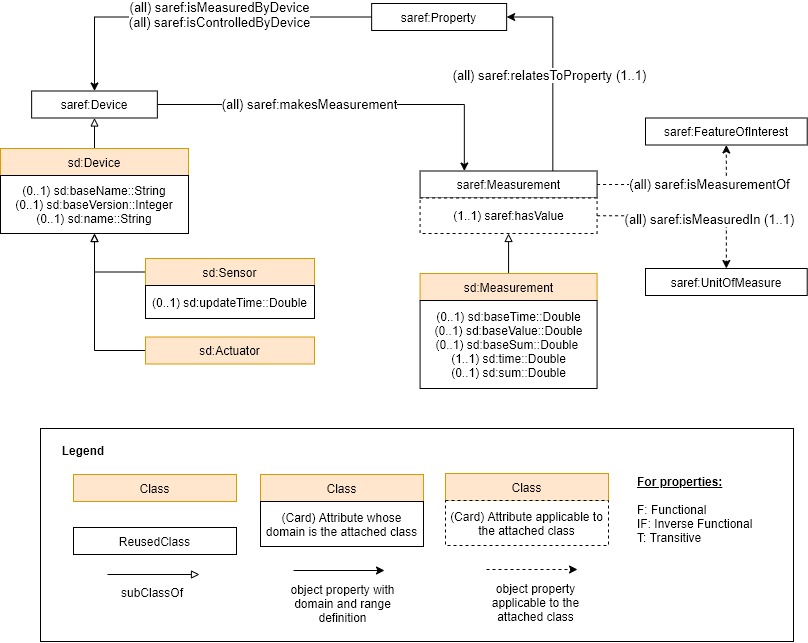 (all) saref:isMeasuredByDevice
(all) saref:isControlledByDevice
saref:Property
(all) saref:relatesToProperty (1..1)
saref:Device
(all) saref:makesMeasurement
saref:FeatureOfInterest
sd:Device
(0..1) sd:baseName::String
(0..1) sd:baseVersion::Integer
(0..1) sd:name::String
saref:Measurement
(all) saref:isMeasurementOf
(1..1) saref:hasValue
(all) saref:isMeasuredIn (1..1)
sd:Sensor
(0..1) sd:updateTime::Double
sd:Actuator
sd:Measurement
(0..1) sd:baseTime::Double
(0..1) sd:baseValue::Double
(0..1) sd:baseSum::Double
(1..1) sd:time::Double
(0..1) sd:sum::Double
saref:UnitOfMeasure
Legend
Class
ReusedClass
subClassOf
Class
(Card) Attribute whose
domain is the attached class
object property with
domain and range
definition
Class
(Card) Attribute applicable to
the attached class
object property
applicable to the
attached class
For properties:
F: Functional
IF: Inverse Functional
T: Transitive